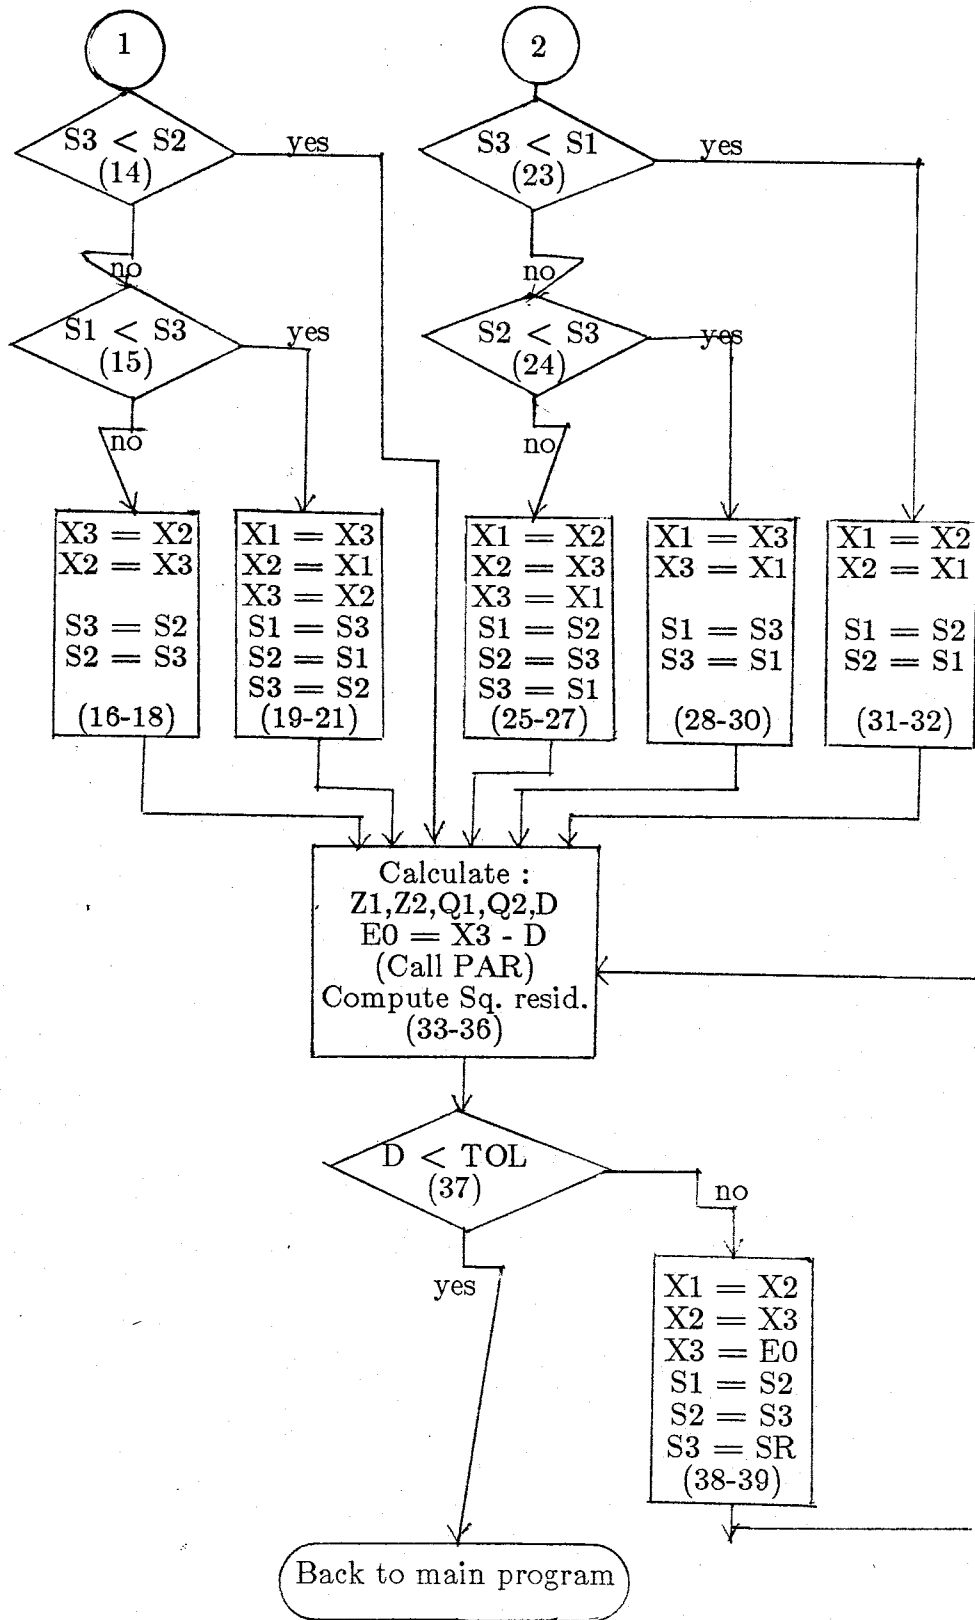 1
2
S3 < S2
(14)
yes
S3 < S1
(23)
yes
no
no
S1 < S3
(15)
yes
S2 < S3
(24)
yes
no
no
X3 = X2
X2 = X3
S3 = S2
S2 = S3
(16-18)
X1 = X3
X2 = X1
X3 = X2
S1 = S3
S2 = S1
S3 = S2
(19-21)
X1 = X2
X2 = X3
X3 = X1
S1 = S2
S2 = S3
S3 = S1
(25-27)
X1 = X3
X3 = X1
S1 = S3
S3 = S1
(28-30)
X1 = X2
X2 = X1
S1 = S2
S2 = S1
(31-32)
Calculate :
Z1,Z2,Q1,Q2,D
E0 = X3 - D
(Call PAR)
Compute Sq. resid.
(33-36)
D < TOL
(37)
no
yes
X1 = X2
X2 = X3
X3 = E0
S1 = S2
S2 = S3
S3 = SR
(38-39)
Back to main program